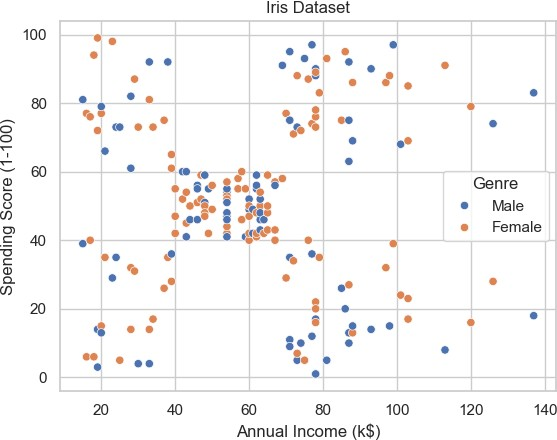 Iris Dataset
100
80
60
40
20
0
Spending Score (1-100)
Genre
Male
Female
20 40 60 80 100 120 140
Annual Income (k$)